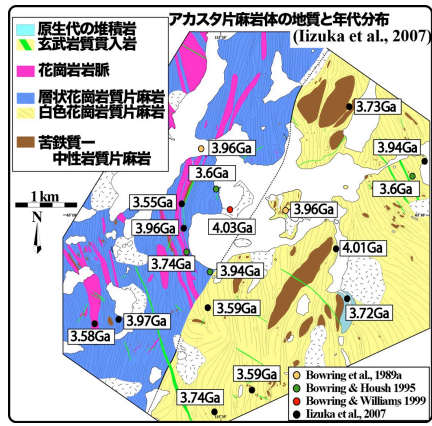 アカスタ片麻岩体の地質と年代分布
(Iizuka et al., 2007)
原生代の堆積岩
玄武岩質貫入岩
花崗岩岩脈
層状花崗岩質片麻岩
白色花崗岩質片麻岩
苦鉄質ー
中性岩質片麻岩
1 km
N
3.73Ga
3.94Ga
3.96Ga
3.6Ga
3.6Ga
3.55Ga
3.96Ga
3.96Ga
4.03Ga
4.01Ga
3.74Ga
3.94Ga
3.59Ga
3.72Ga
3.97Ga
3.58Ga
3.59Ga
3.74Ga
Bowring et al., 1989a
Bowring & Housh 1995
Bowring & Williams 1999
Iizuka et al., 2007